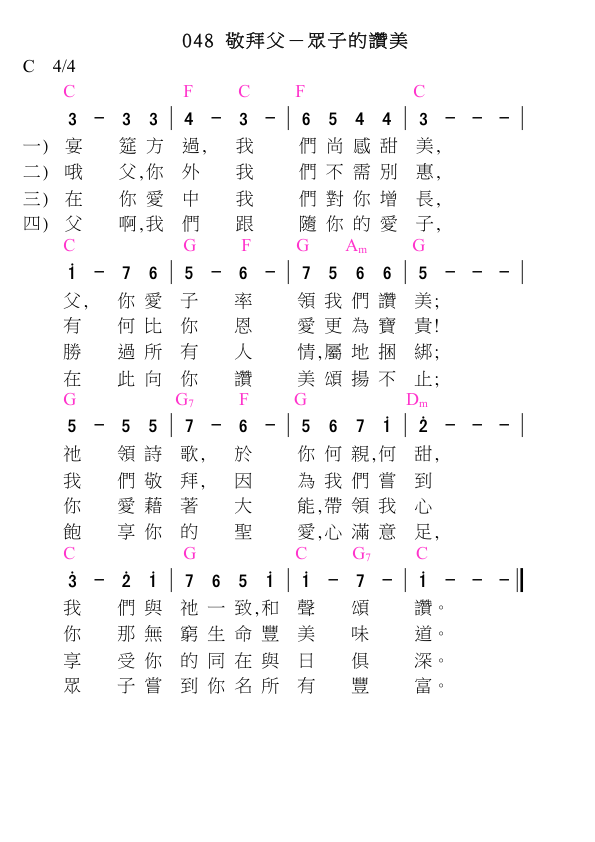 048 敬拜父－眾子的讚美
C 4/4
C F C F C
3 － 3 3 | 4 － 3 － | 6 5 4 4 | 3 － － － |
一) 宴 筵方過, 我 們尚感甜 美,
二) 哦 父,你外 我 們不需別 惠,
三) 在 你愛中 我 們對你增 長,
四) 父 啊,我們 跟 隨你的愛 子,
C G F G Am G
1̇ － 7 6 | 5 － 6 － | 7 5 6 6 | 5 － － － |
父, 你愛子 率 領我們讚 美;
有 何比你 恩 愛更為寶 貴!
勝 過所有 人 情,屬地捆 綁;
在 此向你 讚 美頌揚不 止;
G G7 F G Dm
5 － 5 5 | 7 － 6 － | 5 6 7 1̇ | 2̇ － － － |
祂 領詩歌, 於 你何親,何 甜,
我 們敬拜, 因 為我們嘗 到
你 愛藉著 大 能,帶領我 心
飽 享你的 聖 愛,心滿意 足,
C G C G7 C
3̇ － 2̇ 1̇ | 7 6 5 1̇ | 1̇ － 7 － | 1̇ － － － ‖
我 們與祂一致,和聲 頌 讚。
你 那無窮生命豐美 味 道。
享 受你的同在與日 俱 深。
眾 子嘗到你名所有 豐 富。